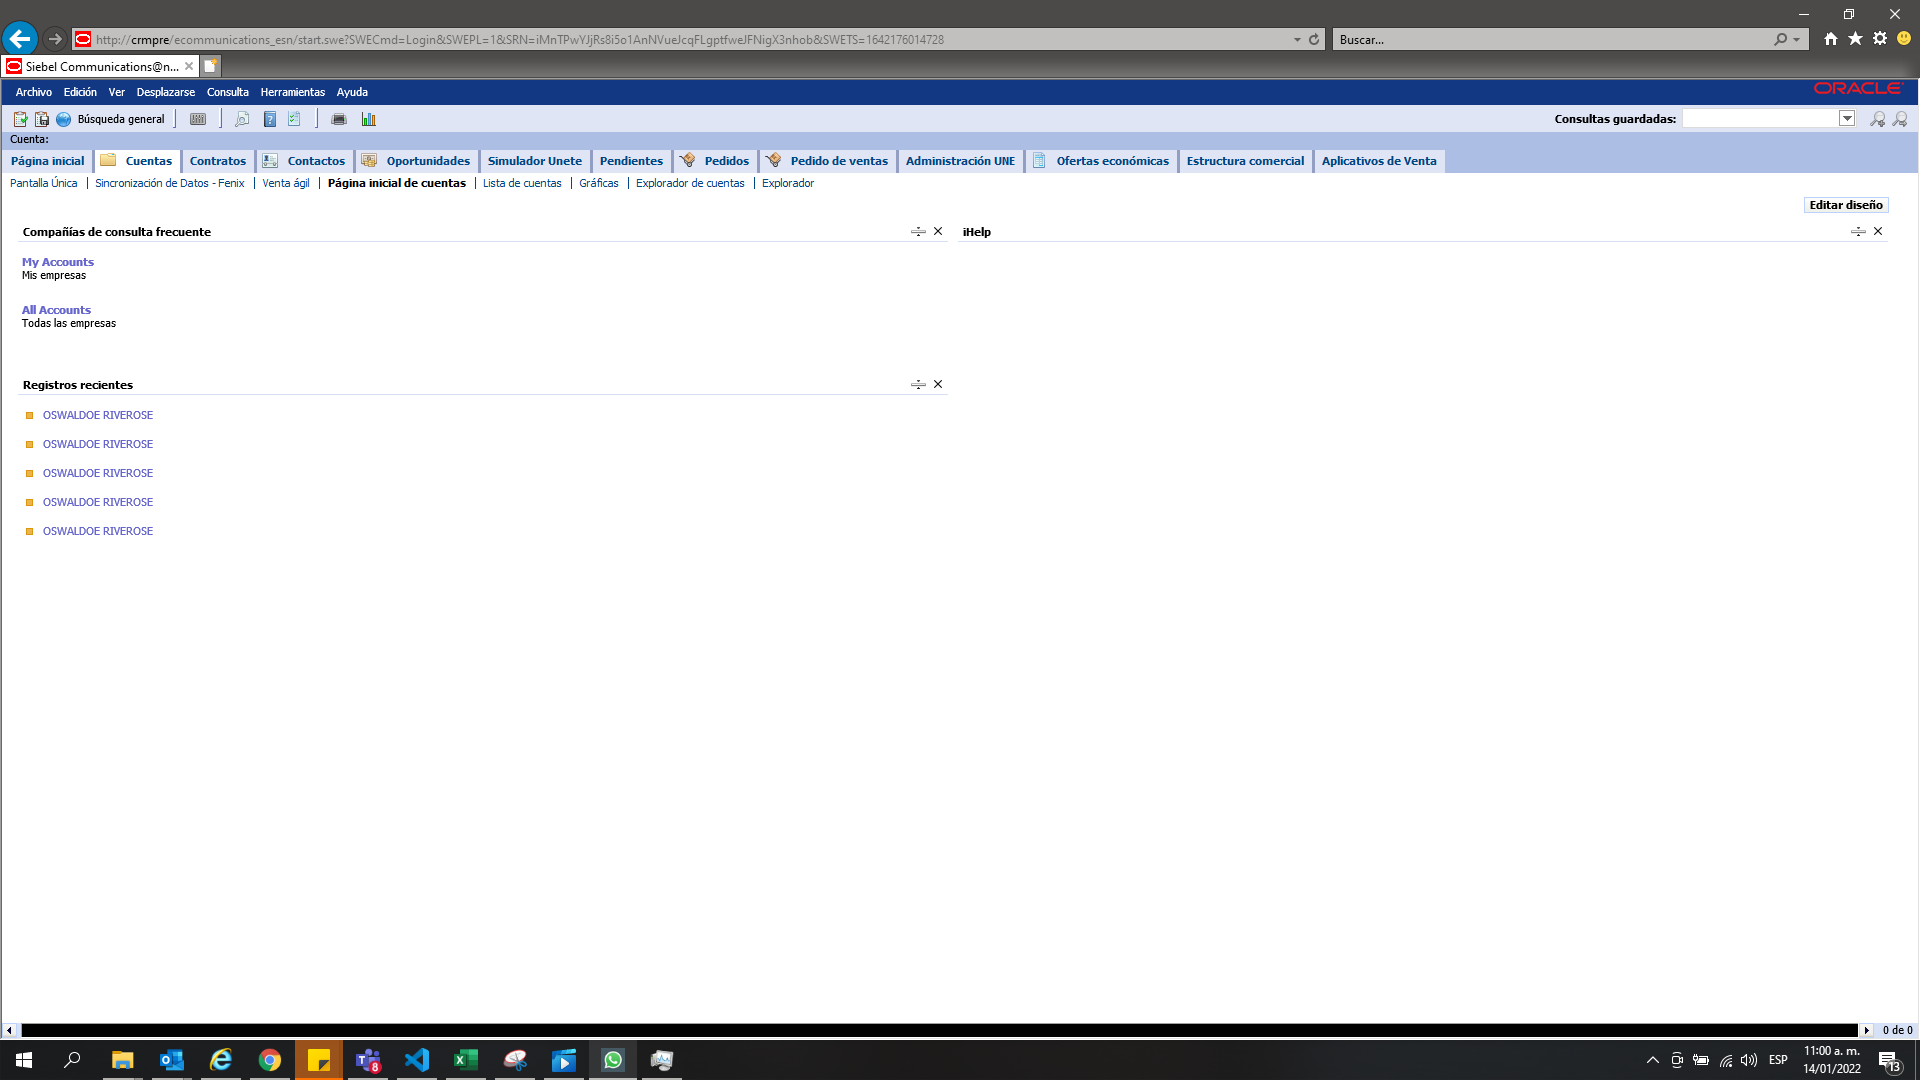 http://crmpre/ecommunications_esn/start.swe?SWECmd=Login&SWEPL=1&SRN=iMnTPwYJjRs8i5o1AnNVueJcqFLgptfweJFNigX3nhob&SWETS=1642176014728
Buscar...
Siebel Communications@n...
Archivo Edición Ver Desplazarse Consulta Herramientas Ayuda
ORACLE
Búsqueda general
Consultas guardadas:
Cuenta:
Página inicial Cuentas Contratos Contactos Oportunidades Simulador Unete Pendientes Pedidos Pedido de ventas Administración UNE Ofertas económicas Estructura comercial Aplicativos de Venta
Pantalla Única | Sincronización de Datos - Fenix | Venta ágil | Página inicial de cuentas | Lista de cuentas | Gráficas | Explorador de cuentas | Explorador
Editar diseño
Compañías de consulta frecuente
iHelp
My Accounts
Mis empresas
All Accounts
Todas las empresas
Registros recientes
OSWALDOE RIVEROSE
OSWALDOE RIVEROSE
OSWALDOE RIVEROSE
OSWALDOE RIVEROSE
OSWALDOE RIVEROSE
0 de 0
8
ESP
11:00 a. m.
14/01/2022
13